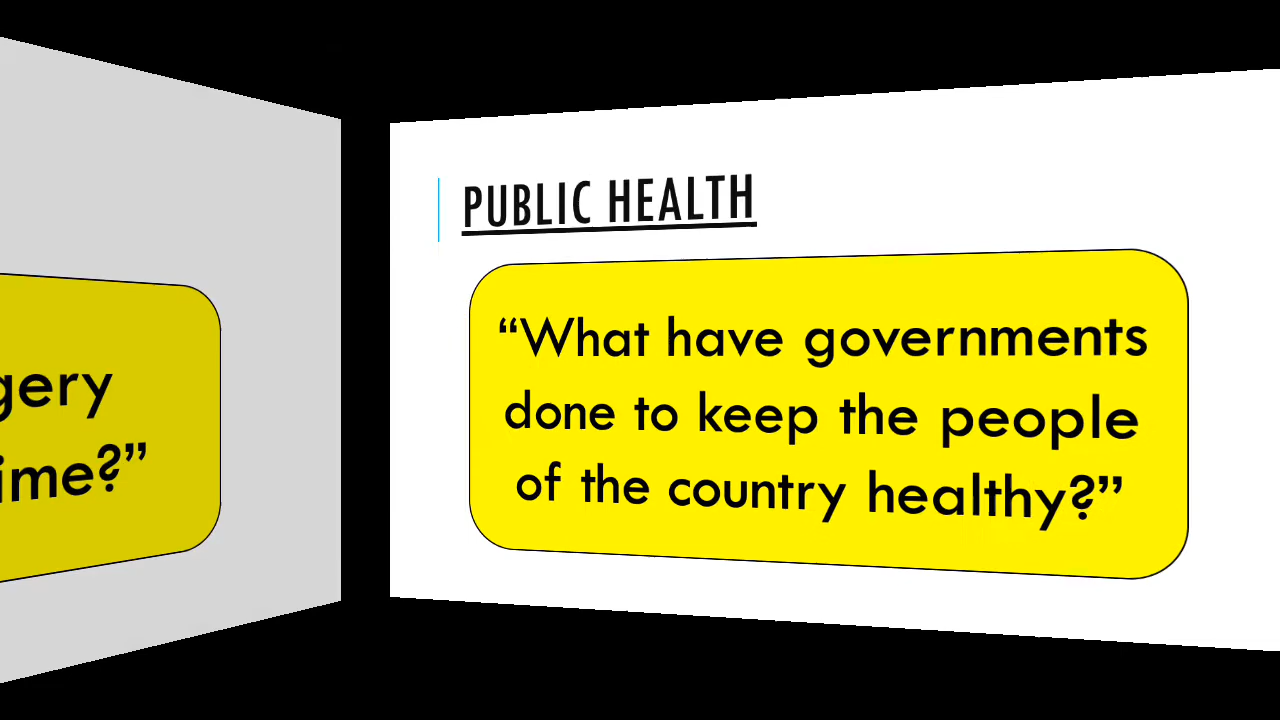 gery
ime?”
PUBLIC HEALTH
“What have governments
done to keep the people
of the country healthy?”